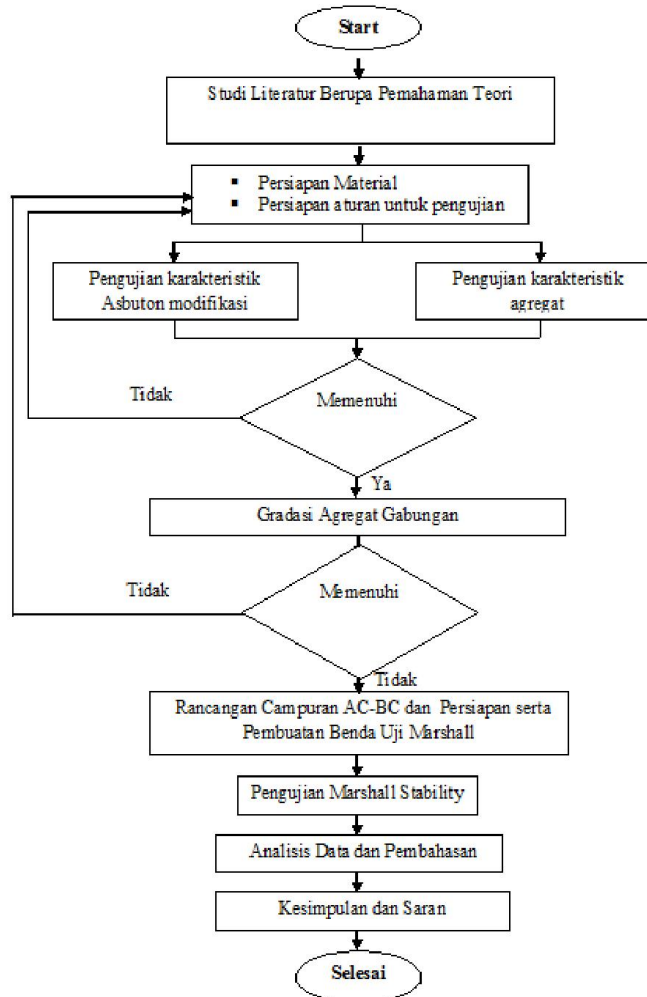 Start
Studi Literatur Berupa Pemahaman Teori
▪ Persiapan Material
▪ Persiapan aturan untuk pengujian
Pengujian karakteristik
Asbuton modifikasi
Pengujian karakteristik
agregat
Tidak
Memenuhi
Ya
Gradasi Agregat Gabungan
Tidak
Memenuhi
Tidak
Rancangan Campuran AC-BC dan Persiapan serta
Pembuatan Benda Uji Marshall
Pengujian Marshall Stability
Analisis Data dan Pembahasan
Kesimpulan dan Saran
Selesai